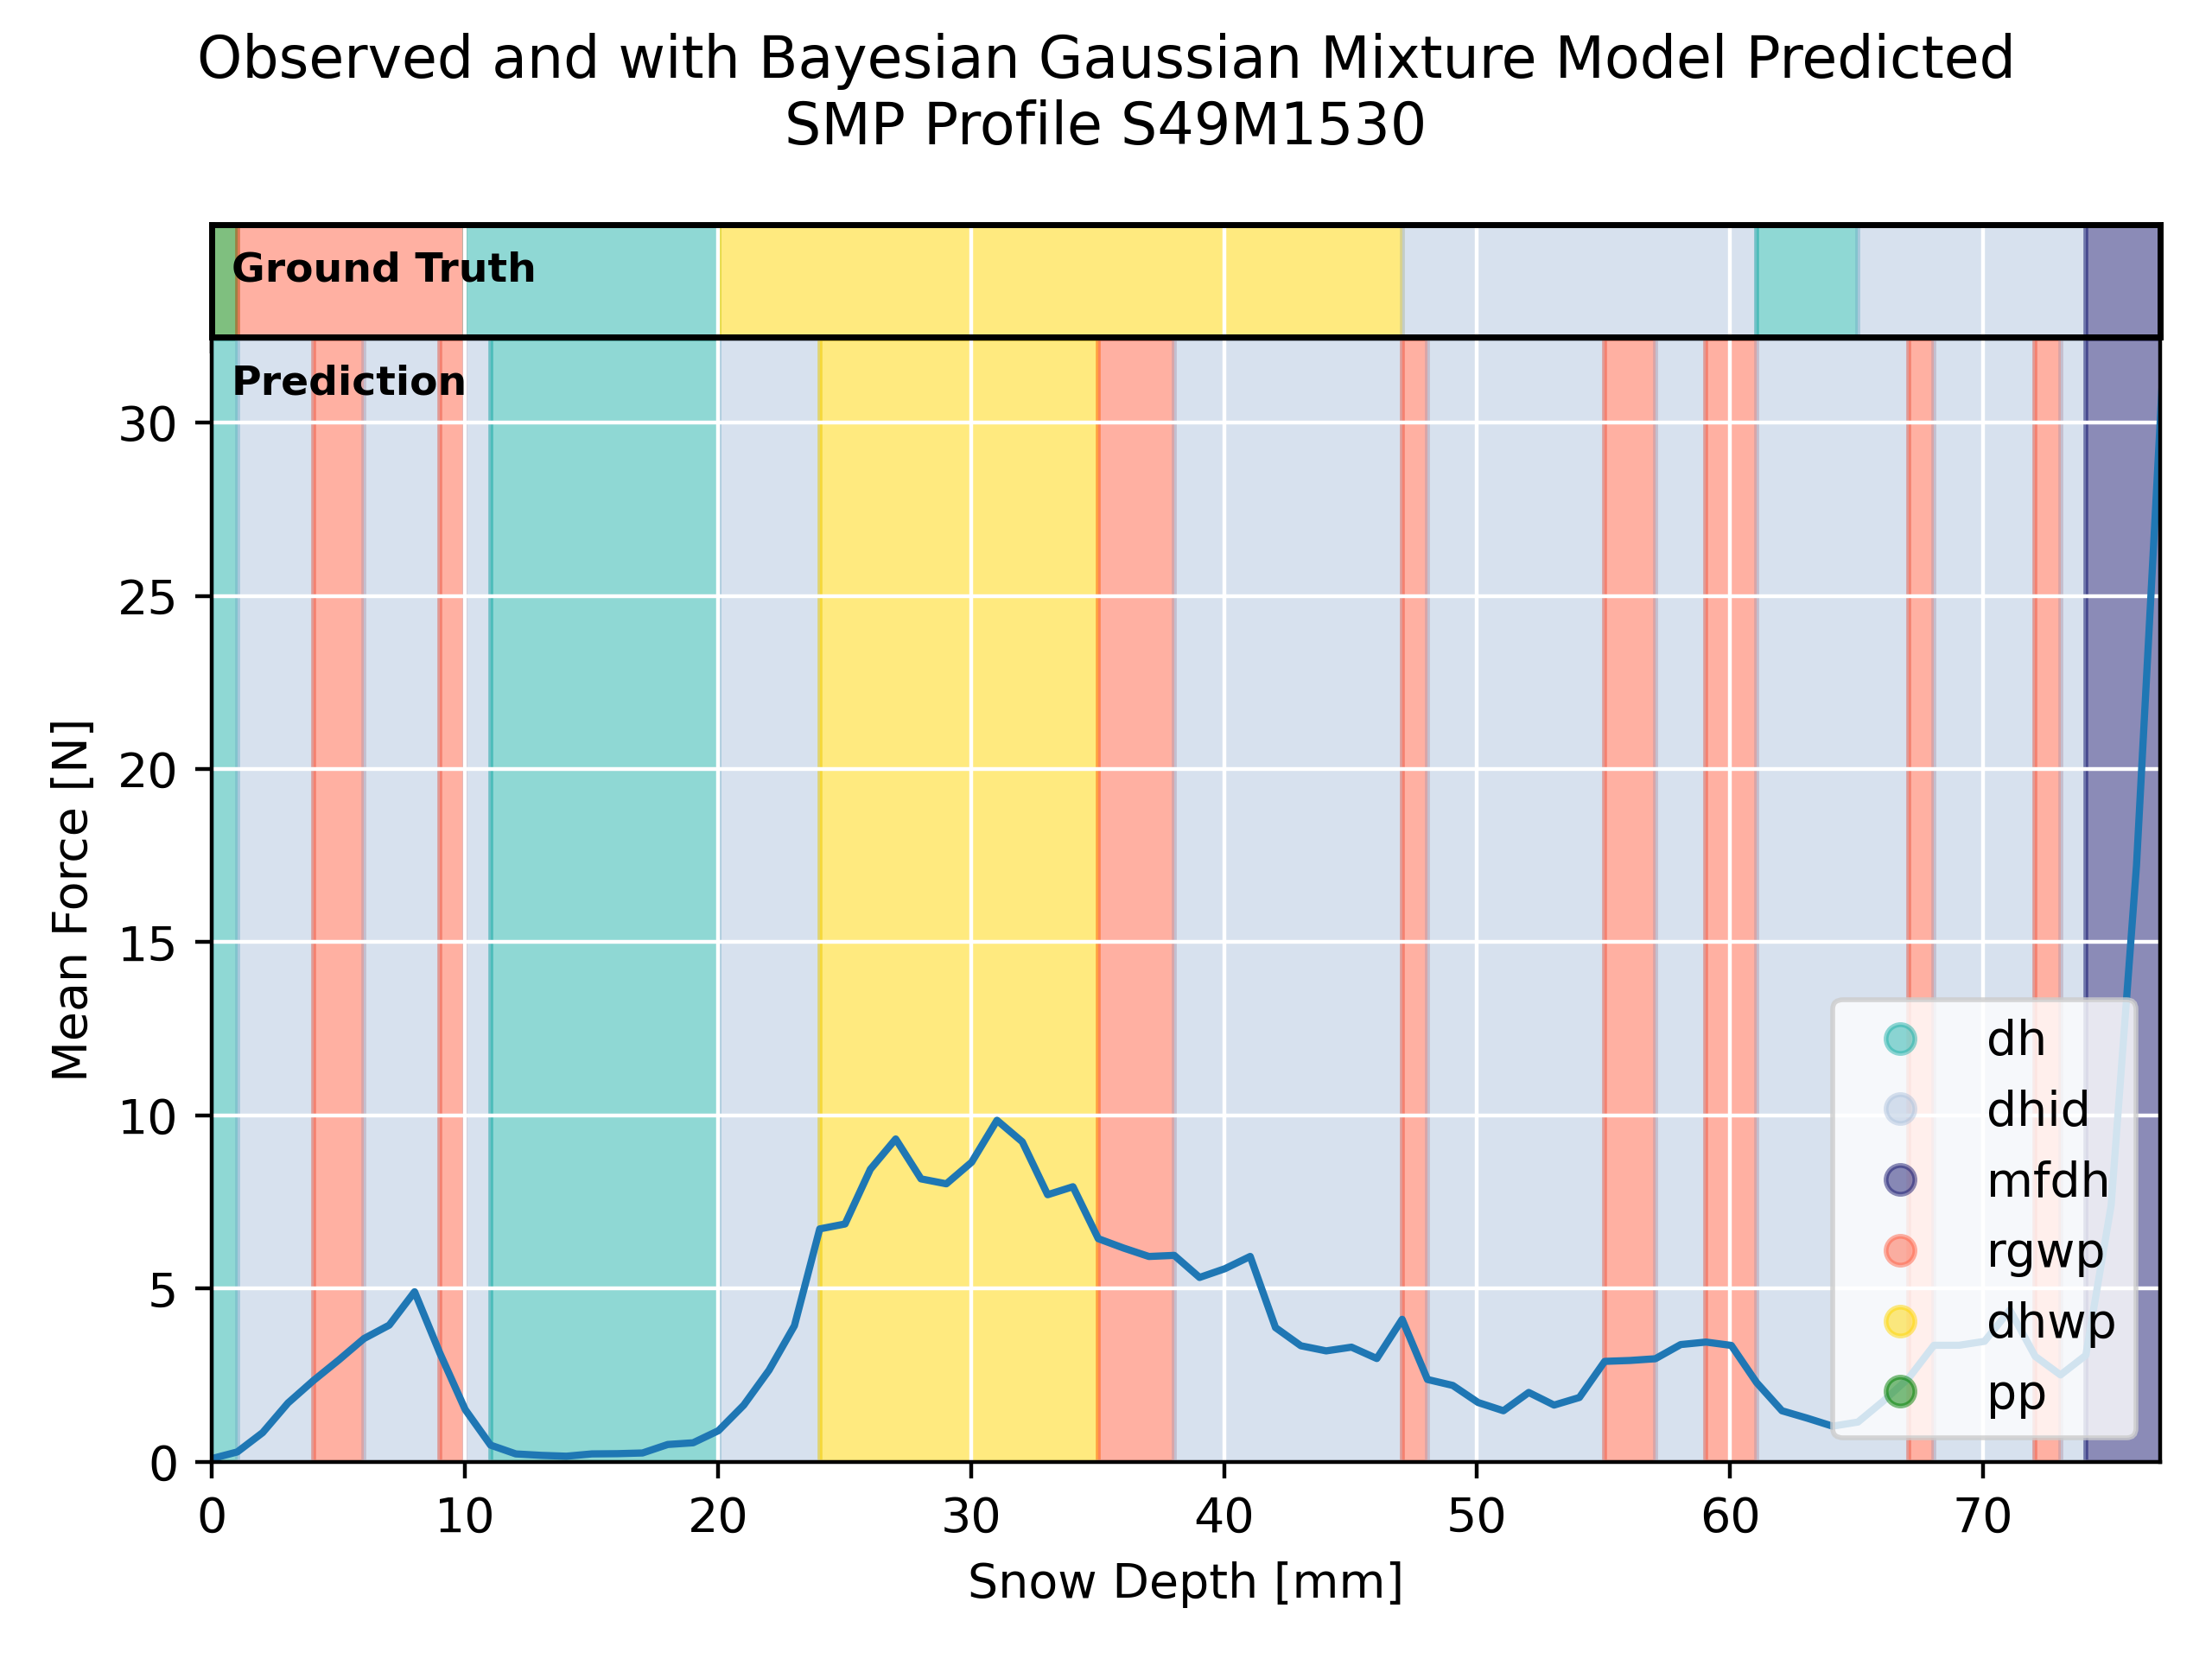 Observed and with Bayesian Gaussian Mixture Model Predicted
SMP Profile S49M1530
Ground Truth
Prediction
30
25
20
15
10
5
0
Mean Force [N]
dh
dhid
mfdh
rgwp
dhwp
pp
0 10 20 30 40 50 60 70
Snow Depth [mm]